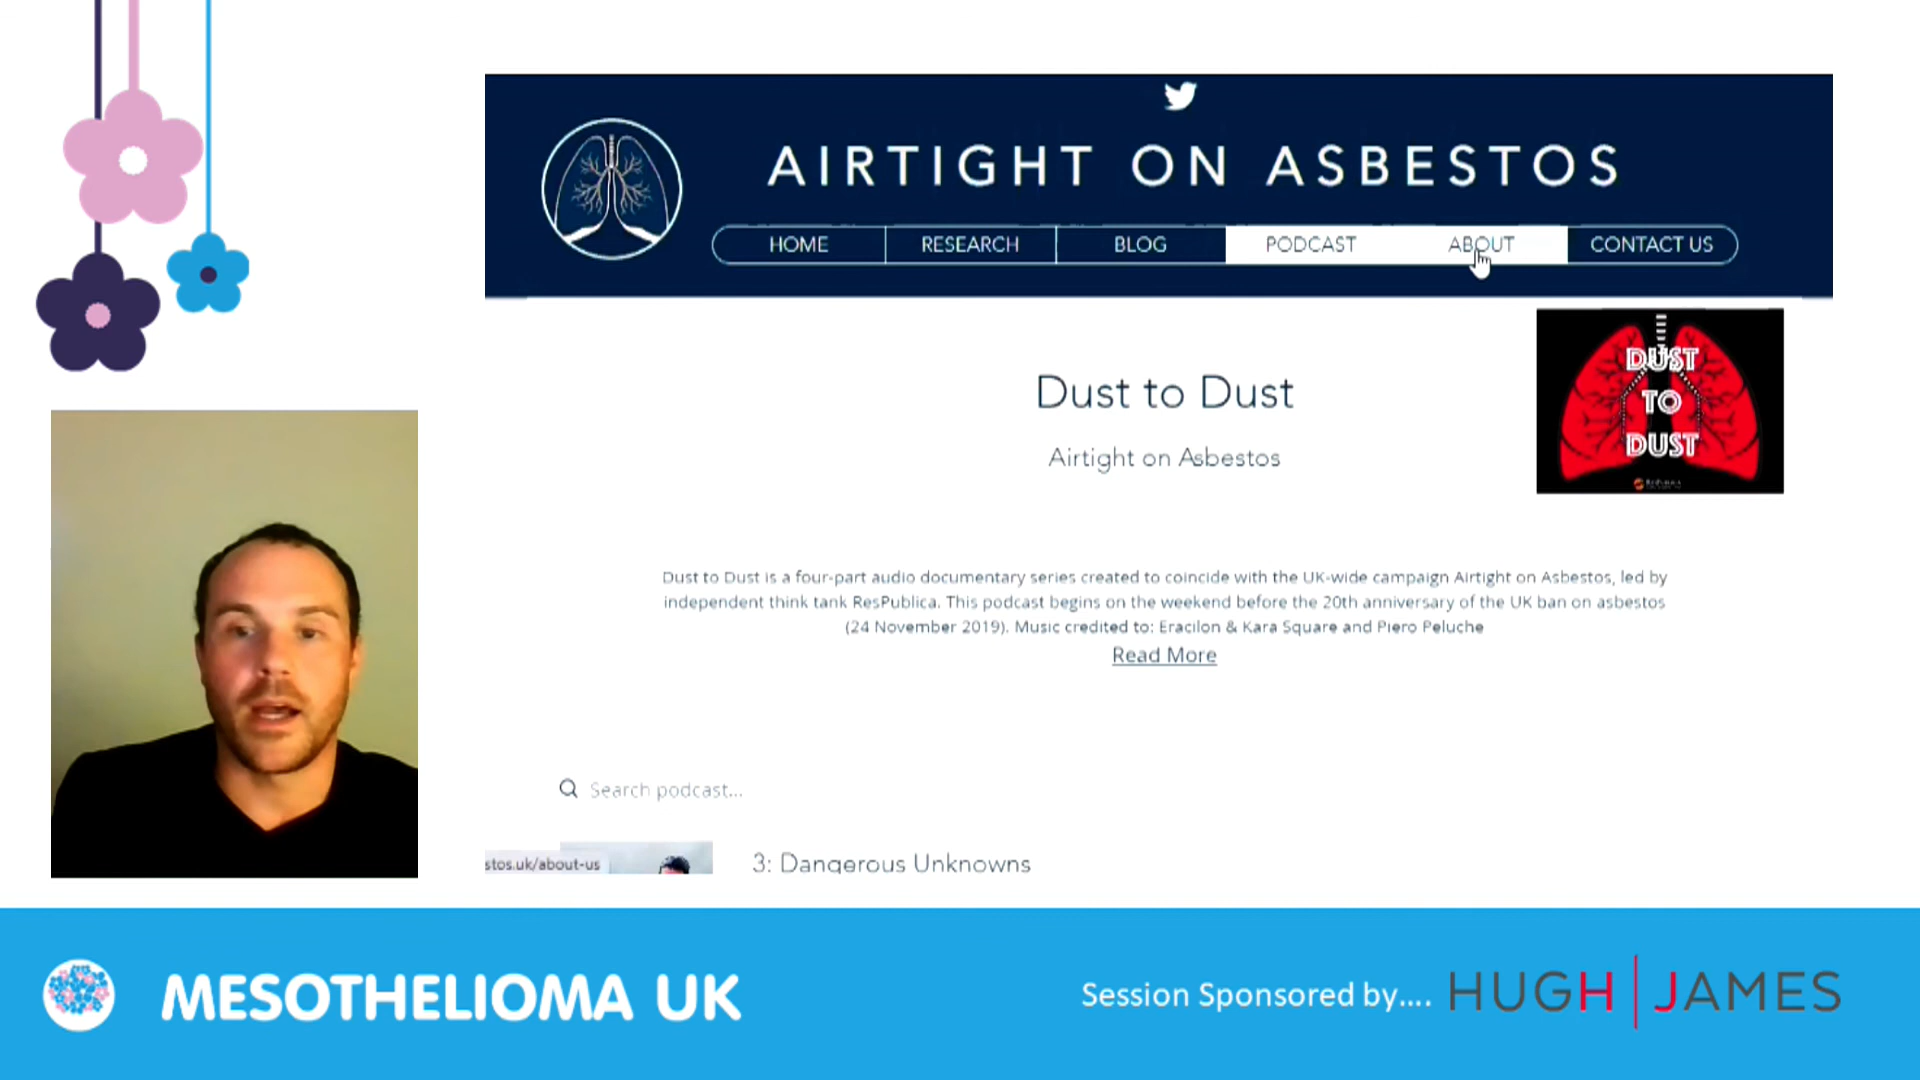 AIRTIGHT ON ASBESTOS
HOME RESEARCH BLOG PODCAST ABOUT CONTACT US
DUST
TO
DUST
Dust to Dust
Airtight on Asbestos
Dust to Dust is a four-part audio documentary series created to coincide with the UK-wide campaign Airtight on Asbestos, led by
independent think tank ResPublica. This podcast begins on the weekend before the 20th anniversary of the UK ban on asbestos
(24 November 2019). Music credited to: Eracilon & Kara Square and Piero Peluche
Read More
Search podcast...
stos.uk/about-us
3: Dangerous Unknowns
MESOTHELIOMA UK
Session Sponsored by.... HUGH JAMES